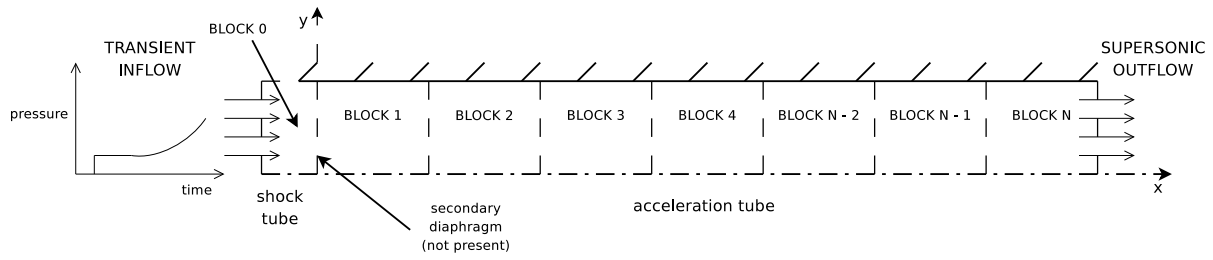 BLOCK 0
y
TRANSIENT
INFLOW
SUPERSONIC
OUTFLOW
pressure
BLOCK 1
BLOCK 2
BLOCK 3
BLOCK 4
BLOCK N - 2
BLOCK N - 1
BLOCK N
time
x
shock
tube
secondary
diaphragm
(not present)
acceleration tube